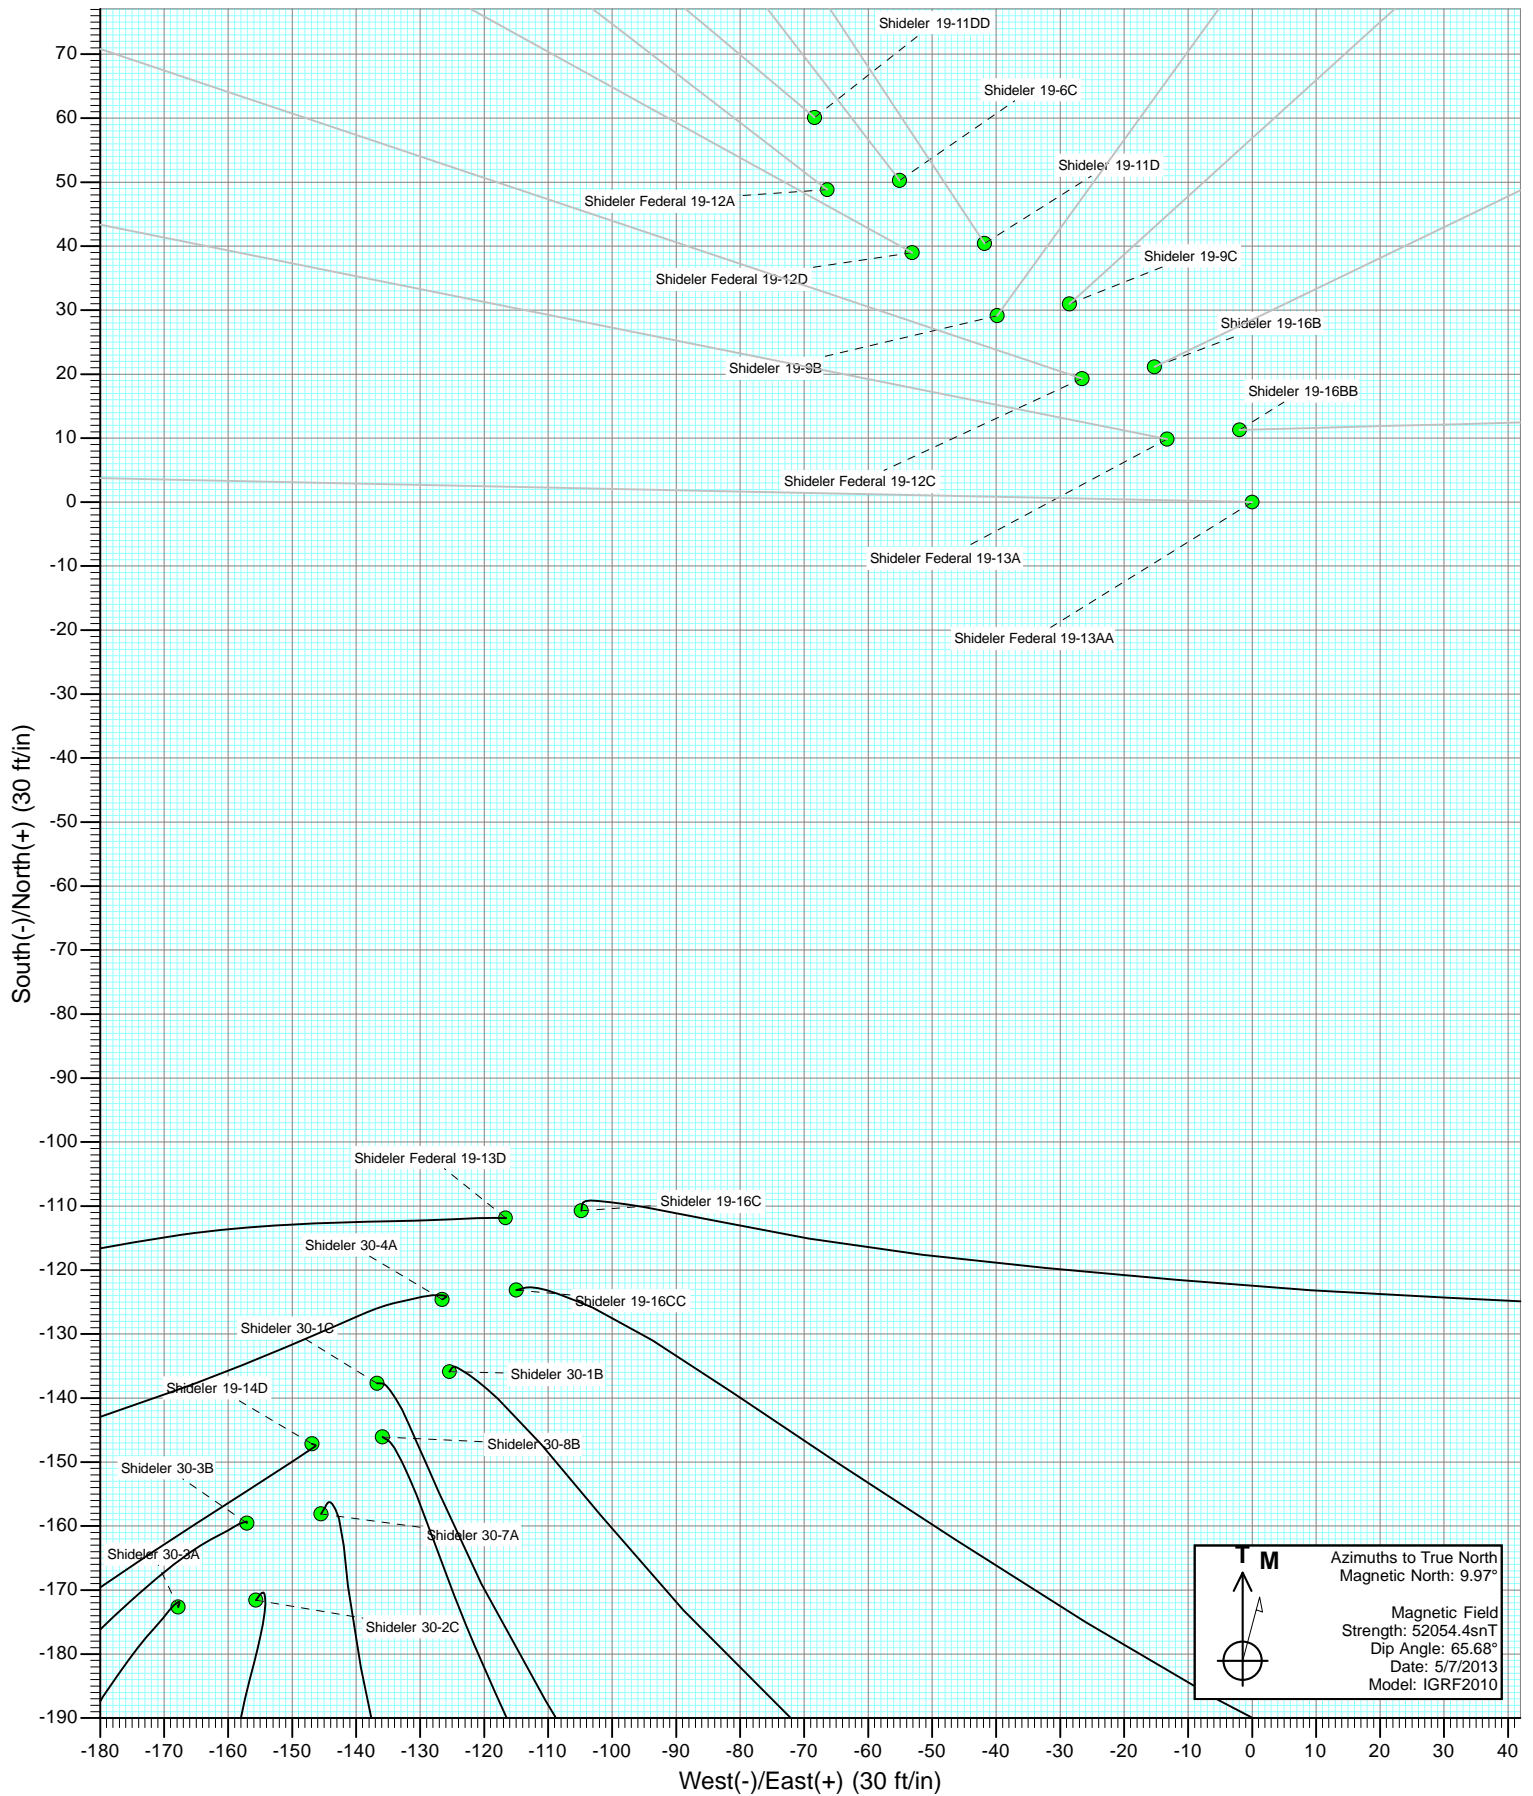 Shideler 19-11DD
70
Shideler 19-6C
60
Shideler 19-11D
50
Shideler Federal 19-12A
40
Shideler 19-9C
Shideler Federal 19-12D
30
Shideler 19-16B
Shideler 19-9B
20
Shideler 19-16BB
10
Shideler Federal 19-12C
0
Shideler Federal 19-13A
-10
-20
Shideler Federal 19-13AA
-30
-40
-50
-60
-70
-80
-90
-100
South(-)/North(+) (30 ft/in)
Shideler Federal 19-13D
Shideler 19-16C
-110
Shideler 30-4A
-120
Shideler 19-16CC
Shideler 30-1C
-130
Shideler 30-1B
Shideler 19-14D
-140
Shideler 30-8B
-150
Shideler 30-3B
-160
Shideler 30-7A
Shideler 30-3A
-170
Shideler 30-2C
-180
-190
T M
Azimuths to True North
Magnetic North: 9.97°
Magnetic Field
Strength: 52054.4snT
Dip Angle: 65.68°
Date: 5/7/2013
Model: IGRF2010
-180 -170 -160 -150 -140 -130 -120 -110 -100 -90 -80 -70 -60 -50 -40 -30 -20 -10 0 10 20 30 40
West(-)/East(+) (30 ft/in)